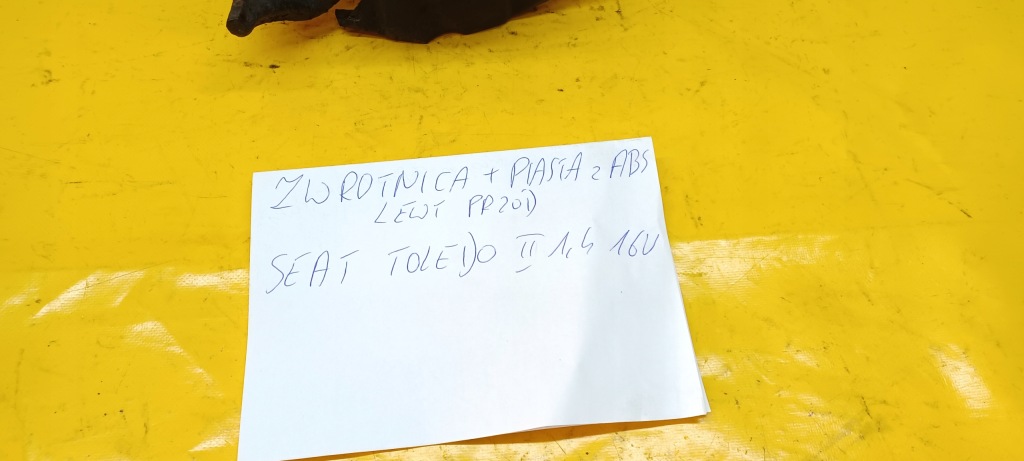 ZWROTNICA + PIASTA z ABS
LEWY PRZÓD
SEAT TOLEDO II 1,4 16V